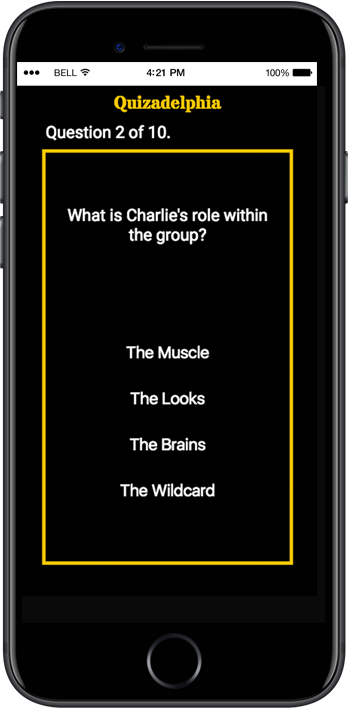 BELL 4:21 PM 100%
Quizadelphia
Question 2 of 10.
What is Charlie's role within
the group?
The Muscle
The Looks
The Brains
The Wildcard